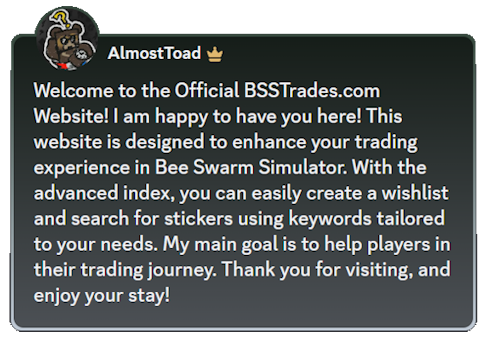 AlmostToad
Welcome to the Official BSSTrades.com
Website! I am happy to have you here! This
website is designed to enhance your trading
experience in Bee Swarm Simulator. With the
advanced index, you can easily create a wishlist
and search for stickers using keywords tailored
to your needs. My main goal is to help players in
their trading journey. Thank you for visiting, and
enjoy your stay!